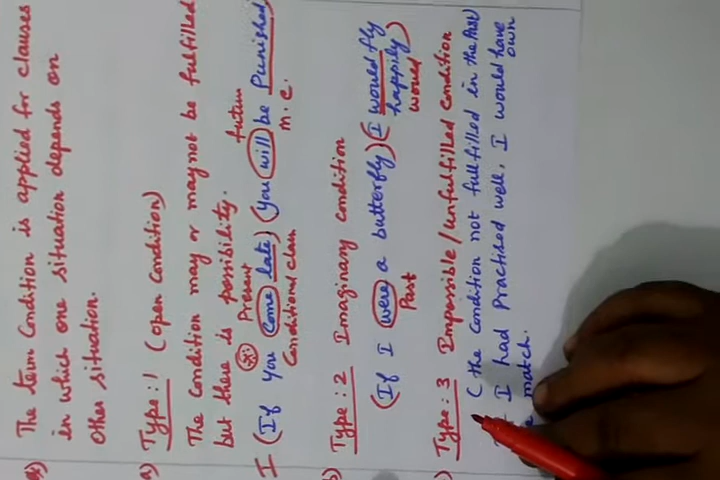 The term Condition is applied for clauses
in which one situation depends on
other situation.
a) Type:1 (open Condition)
The condition may or may not be fulfilled
but there is possibility.
Present future
I (If you come late) (you will be Punished
Conditional clause m.c.
Type:2 Imaginary condition
(If I were a butterfly) (I would fly
happily)
Past would
Type:3 Impossible/unfulfilled condition
(the condition not fulfilled in the Past)
I had Practised well, I would have own
match.